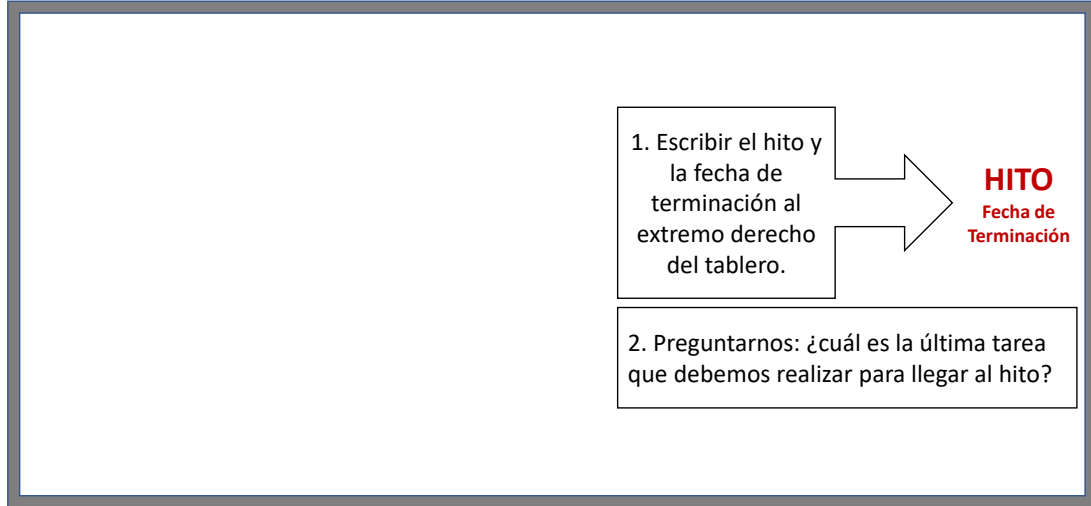 1. Escribir el hito y
la fecha de
terminación al
extremo derecho
del tablero.
HITO
Fecha de
Terminación
2. Preguntarnos: ¿cuál es la última tarea
que debemos realizar para llegar al hito?